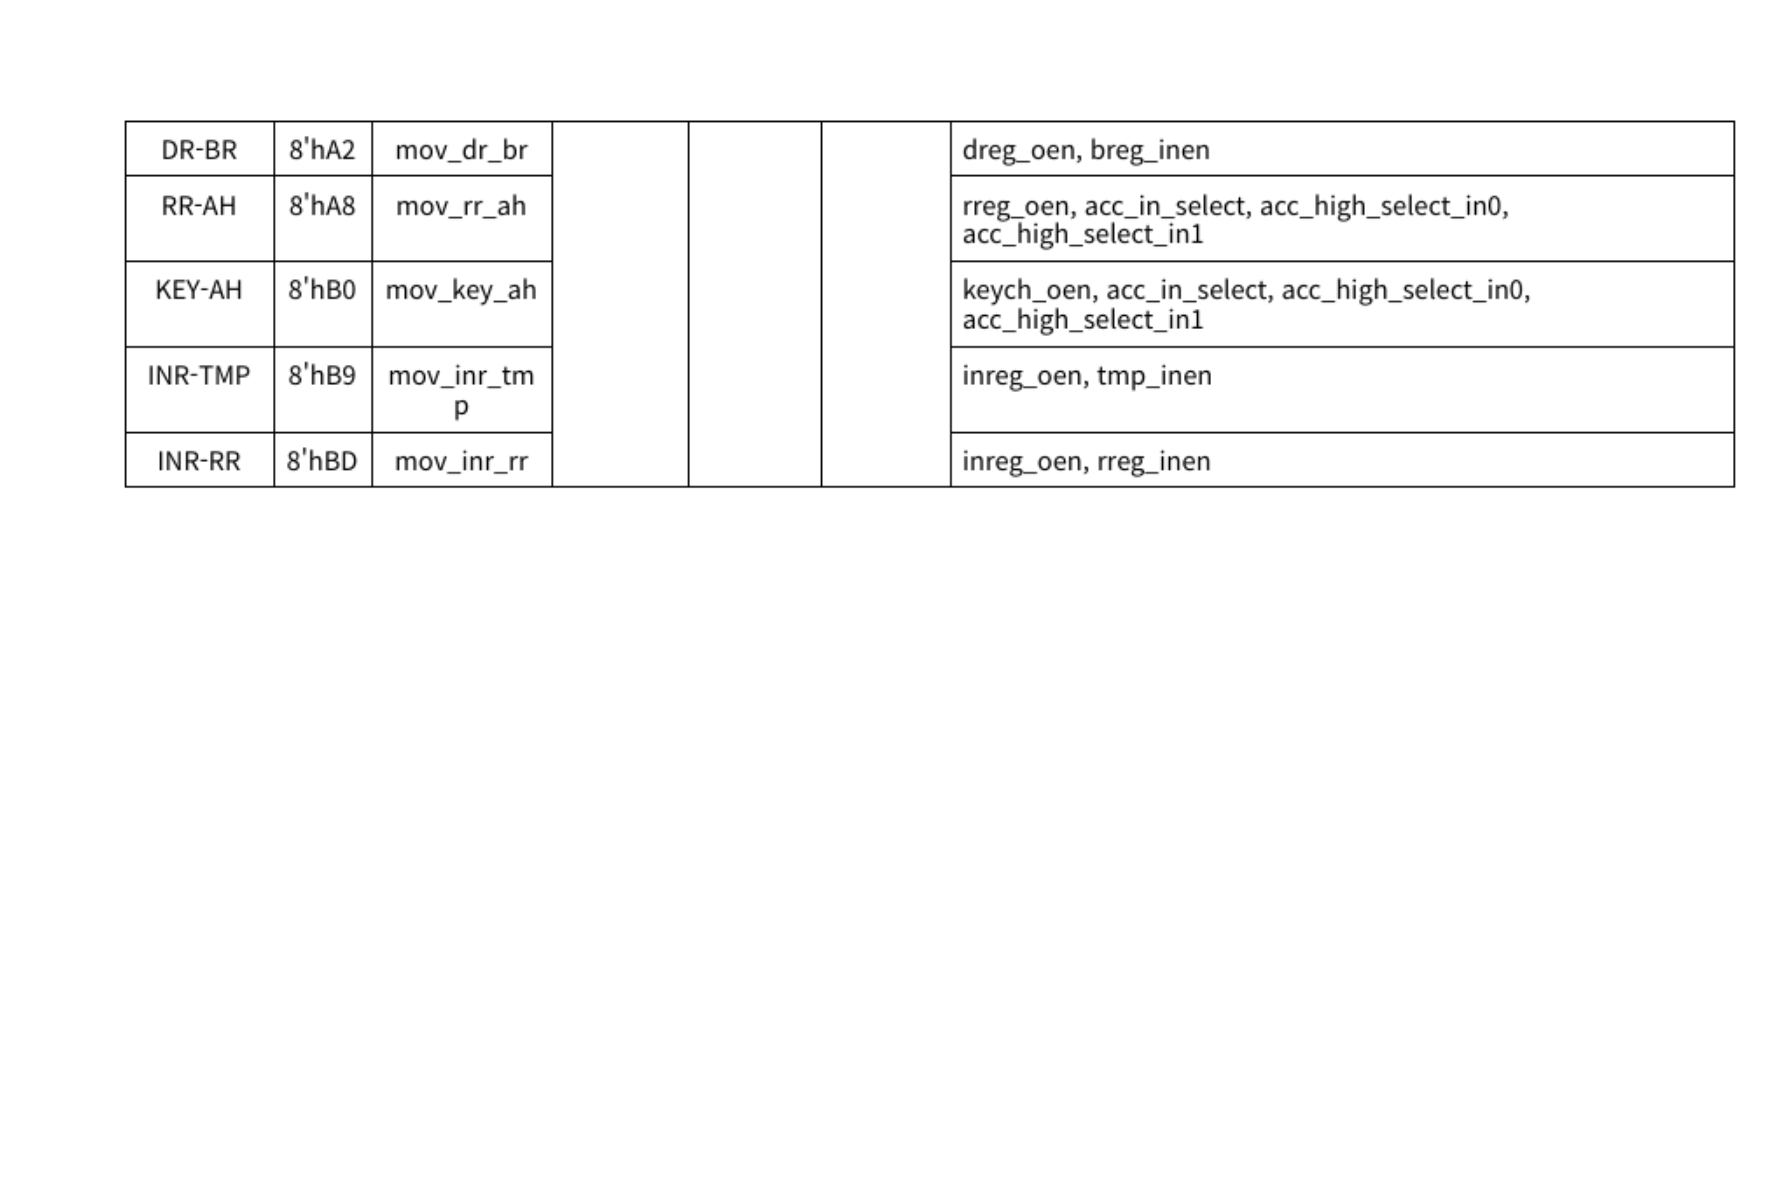 DR-BR 8'hA2 mov_dr_br dreg_oen, breg_inen
RR-AH 8'hA8 mov_rr_ah rreg_oen, acc_in_select, acc_high_select_in0,
acc_high_select_in1
KEY-AH 8'hB0 mov_key_ah keych_oen, acc_in_select, acc_high_select_in0,
acc_high_select_in1
INR-TMP 8'hB9 mov_inr_tm inreg_oen, tmp_inen
p
INR-RR 8'hBD mov_inr_rr inreg_oen, rreg_inen